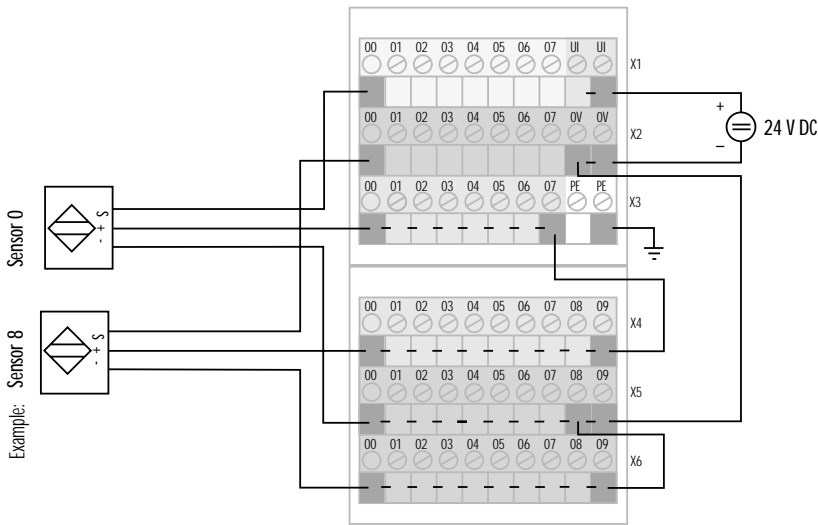 00 01 02 03 04 05 06 07 UI UI
X1
00 01 02 03 04 05 06 07 0V 0V
X2
+
−
24 V DC
00 01 02 03 04 05 06 07 PE PE
X3
Sensor 0
- + S
00 01 02 03 04 05 06 07 08 09
X4
Example: Sensor 8
- + S
00 01 02 03 04 05 06 07 08 09
X5
00 01 02 03 04 05 06 07 08 09
X6